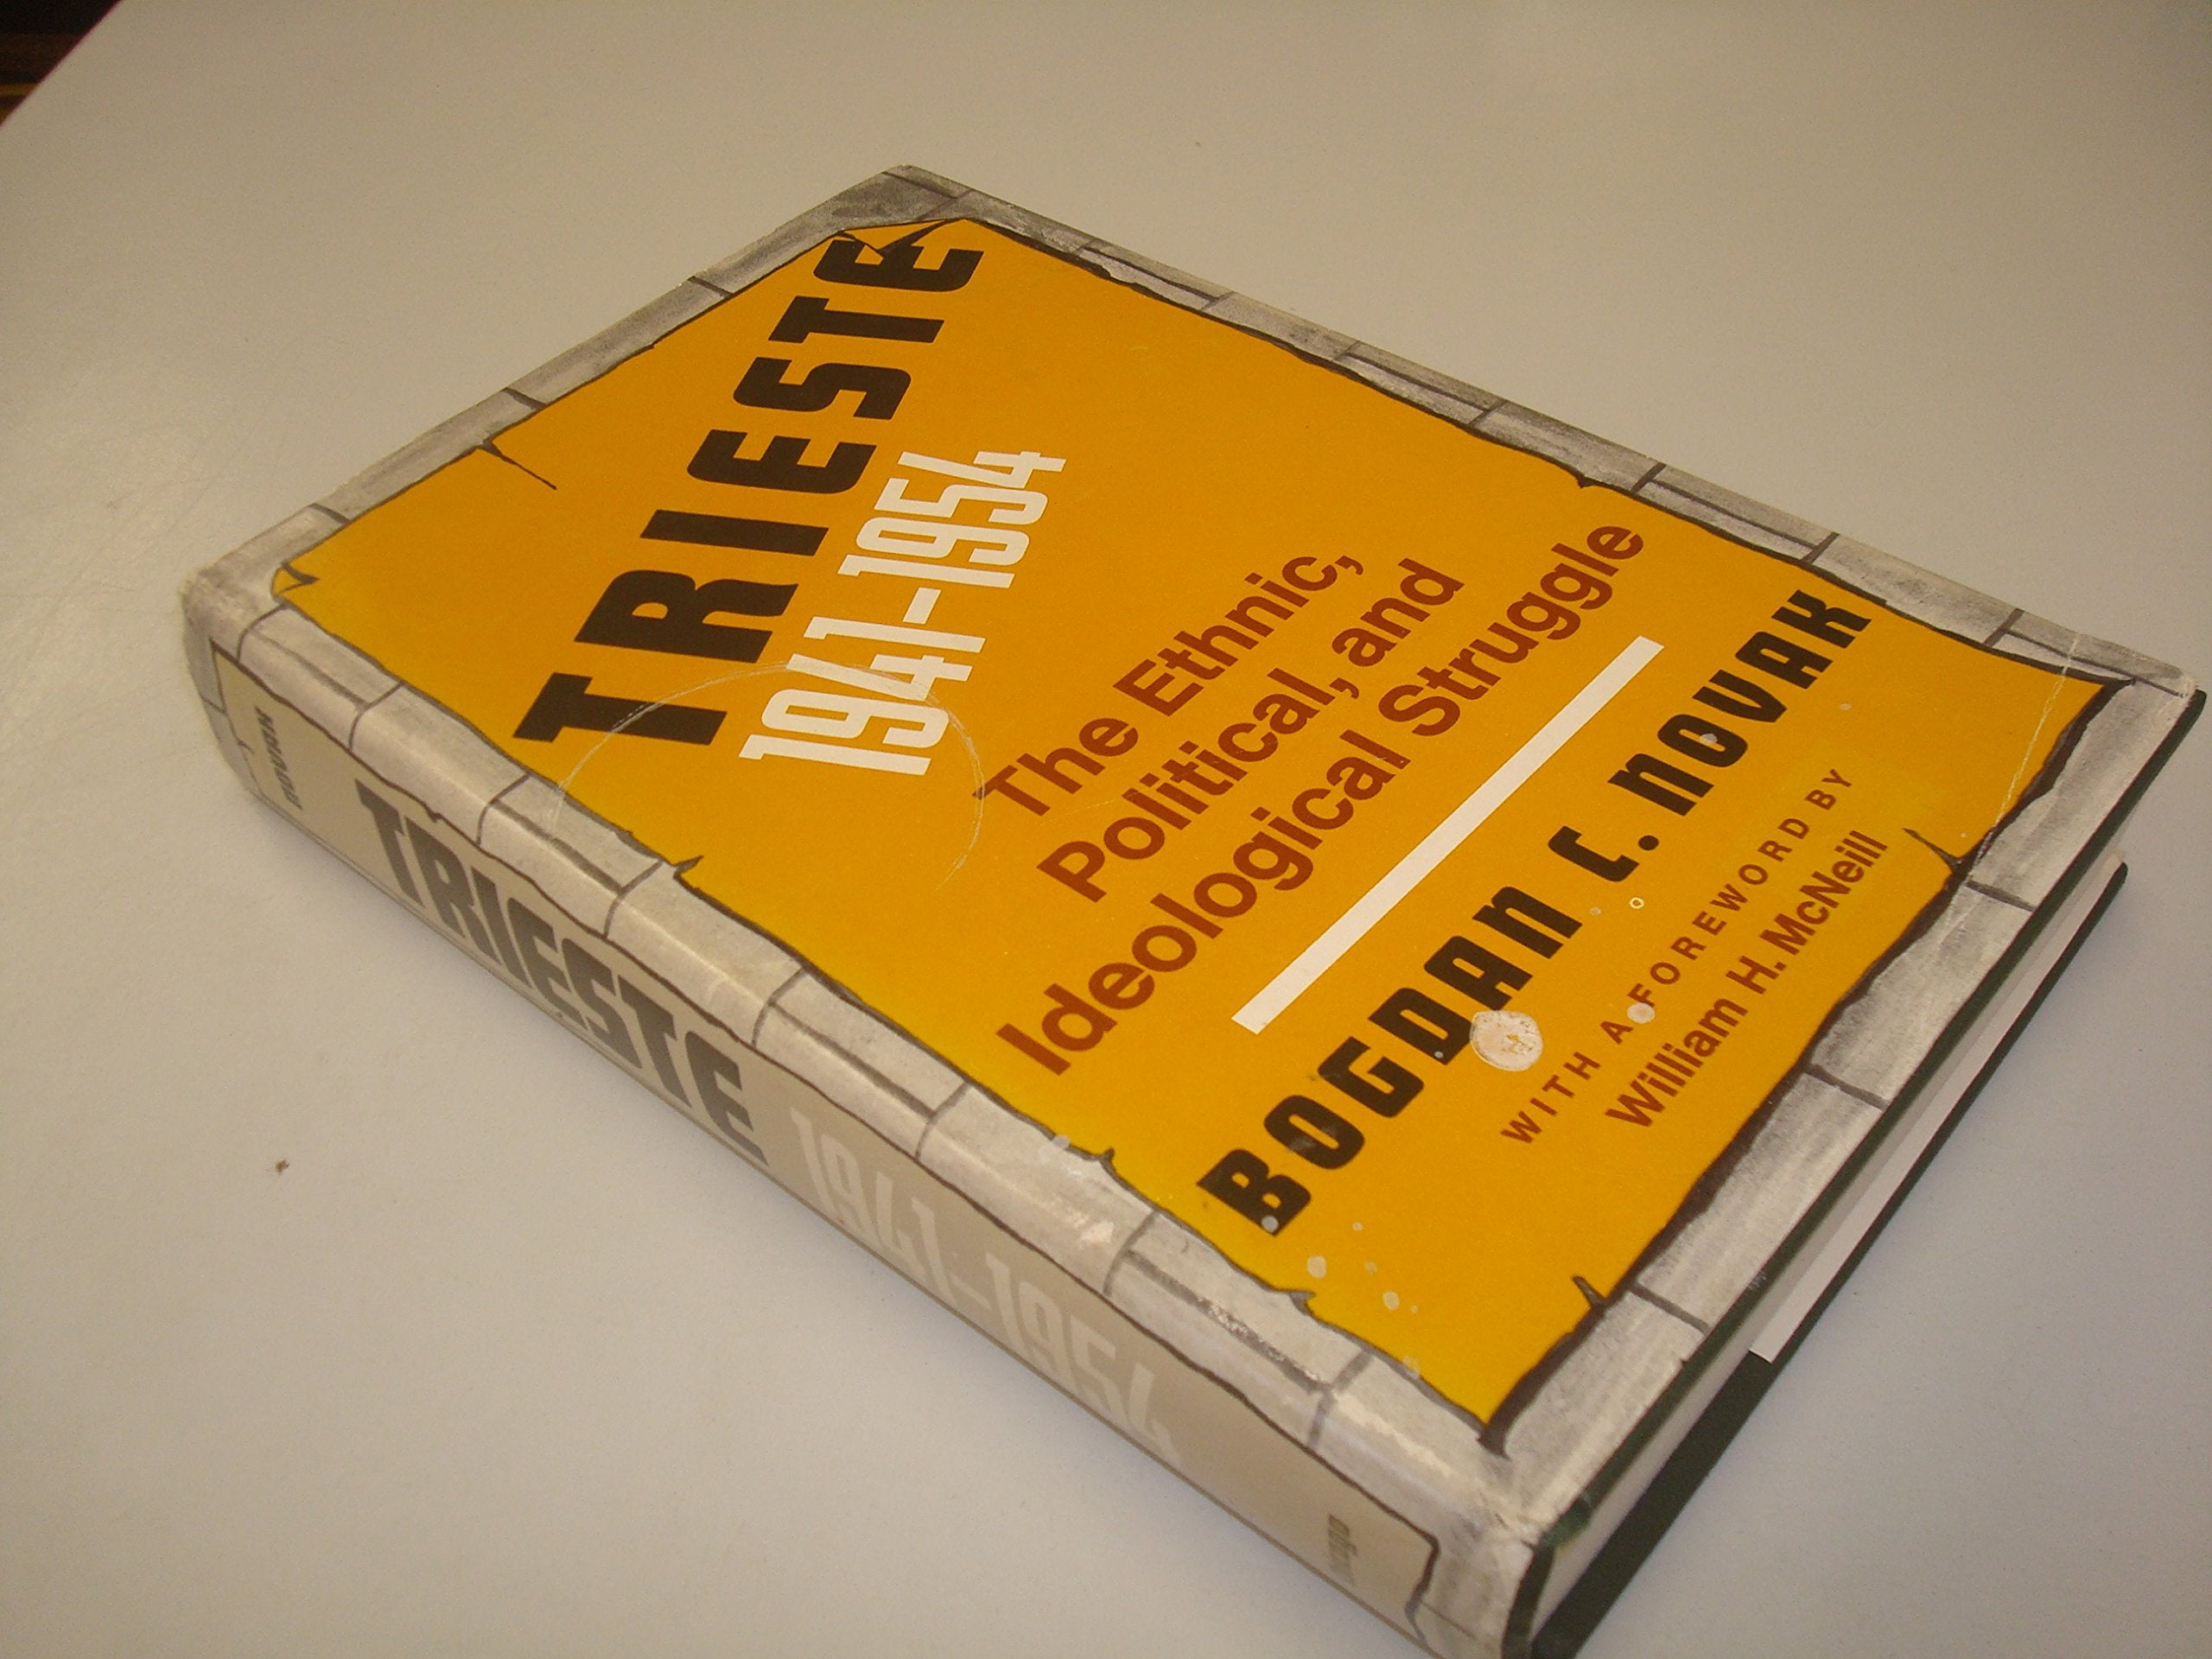 TRIESTE
1941-1954
The Ethnic,
Political, and
Ideological Struggle
BOGDAN C. NOVAK
WITH A FOREWORD BY
William H. McNeill
NOVAK
TRIESTE
1941-1954